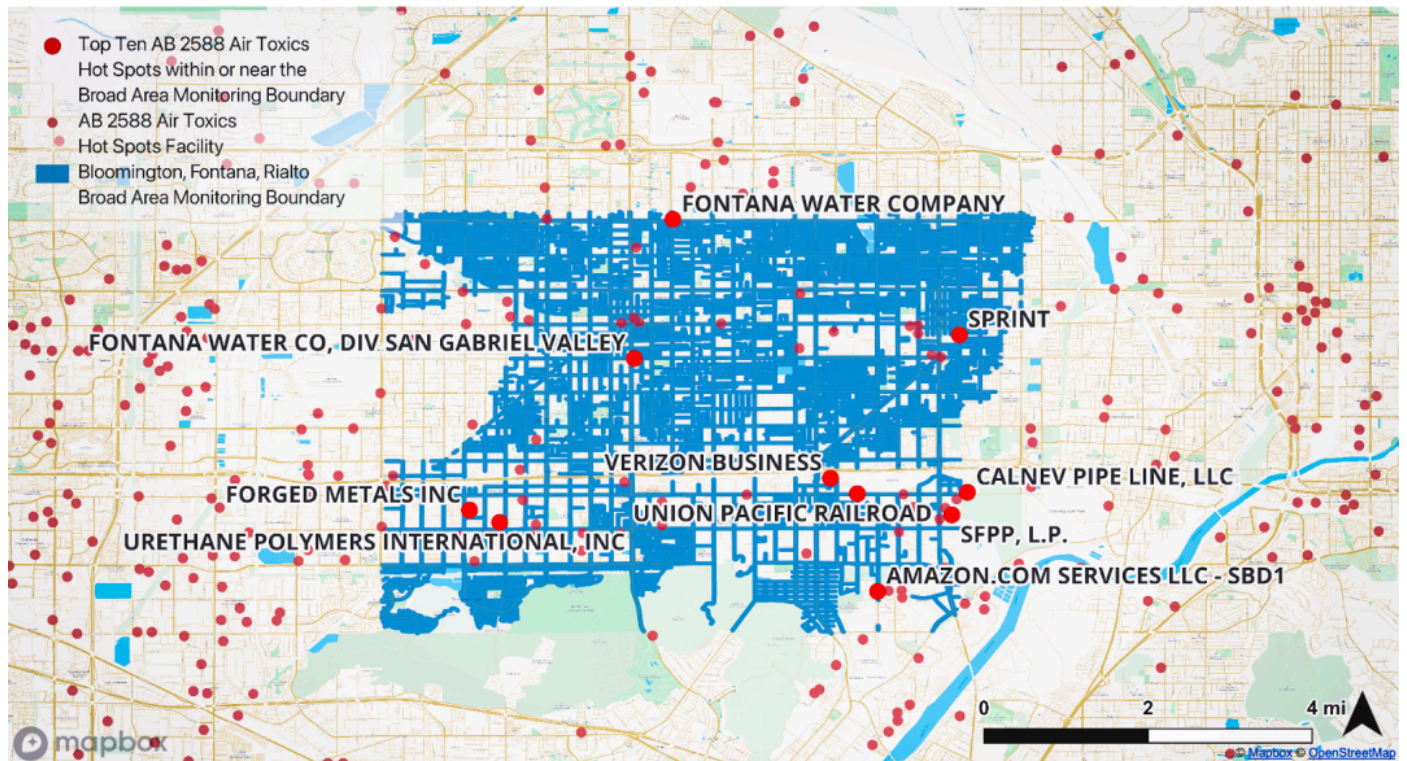 Top Ten AB 2588 Air Toxics
Hot Spots within or near the
Broad Area Monitoring Boundary
AB 2588 Air Toxics
Hot Spots Facility
Bloomington, Fontana, Rialto
Broad Area Monitoring Boundary
FONTANA WATER COMPANY
SPRINT
FONTANA WATER CO, DIV SAN GABRIEL VALLEY
VERIZON BUSINESS
CALNEV PIPE LINE, LLC
FORGED METALS INC
UNION PACIFIC RAILROAD
SFPP, L.P.
URETHANE POLYMERS INTERNATIONAL, INC
AMAZON.COM SERVICES LLC - SBD1
0 2 4 mi
mapbox
© Mapbox © OpenStreetMap